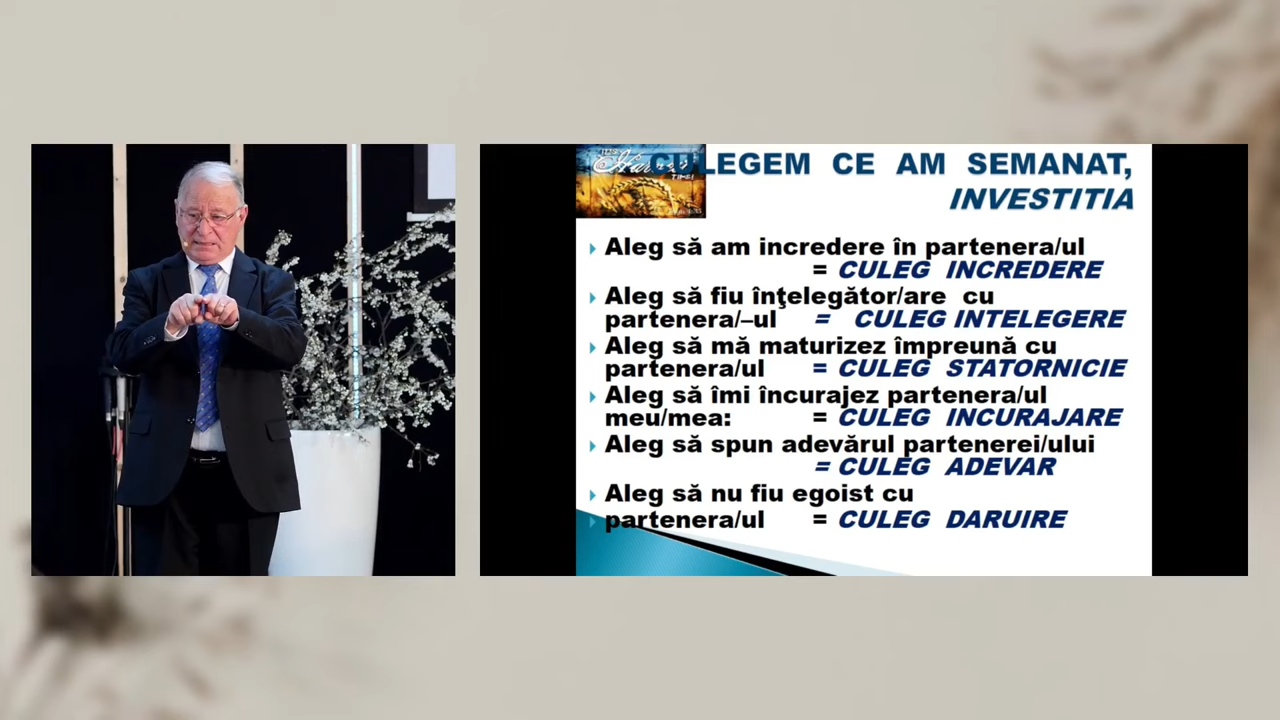 CULEGEM CE AM SEMANAT,
INVESTITIA
Aleg să am incredere în partenera/ul
= CULEG INCREDERE
Aleg să fiu înţelegător/are cu
partenera/–ul = CULEG INTELEGERE
Aleg să mă maturizez împreună cu
partenera/ul = CULEG STATORNICIE
Aleg să îmi încurajez partenera/ul
meu/mea: = CULEG INCURAJARE
Aleg să spun adevărul partenerei/ului
= CULEG ADEVAR
Aleg să nu fiu egoist cu
partenera/ul = CULEG DARUIRE